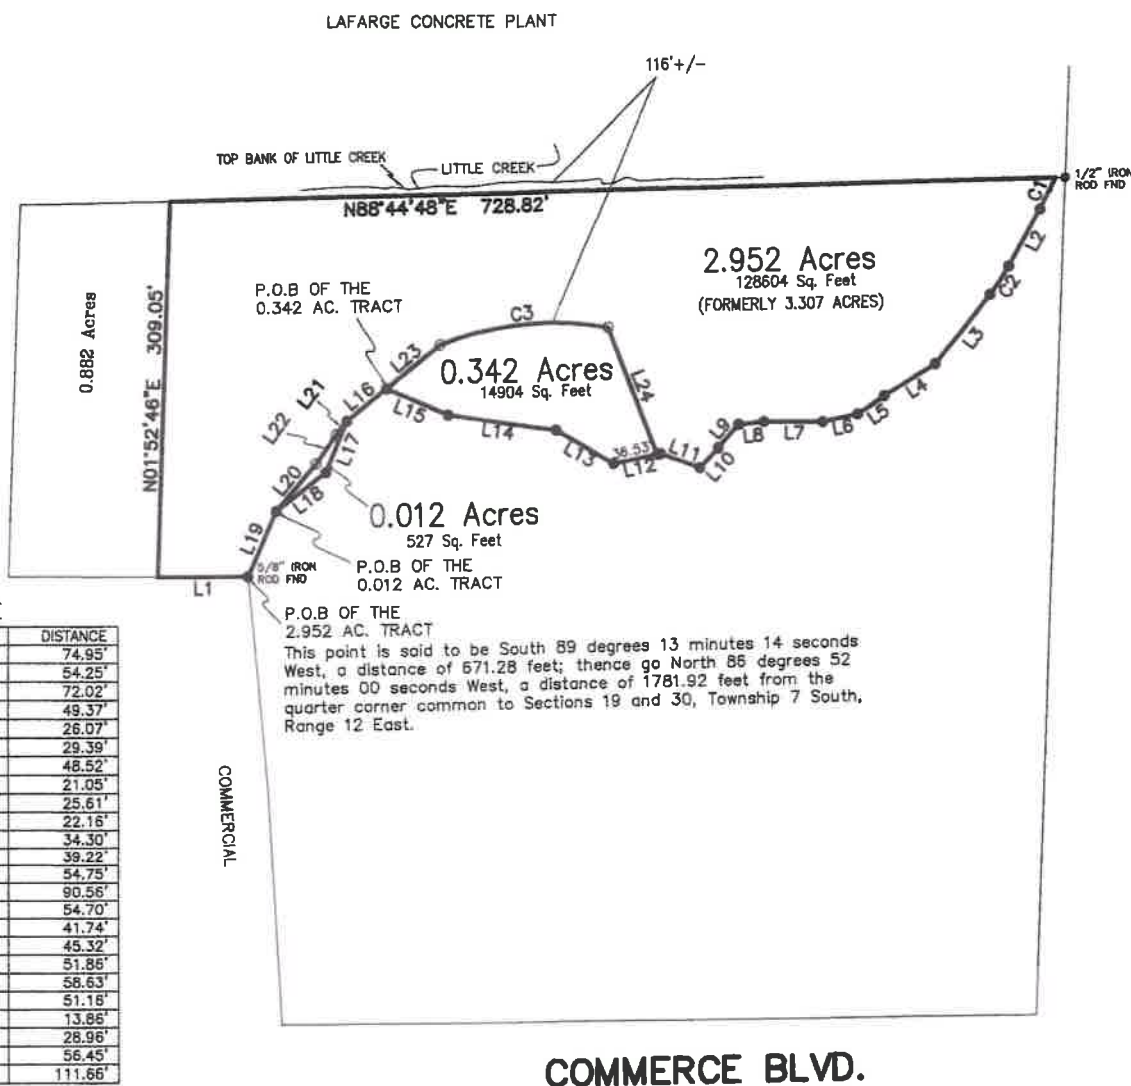 LAFARGE CONCRETE PLANT
116'+/-
TOP BANK OF LITTLE CREEK
LITTLE CREEK
1/2" IRON
ROD FND
N88°44'48"E 728.82'
C1
L2
C2
L3
L4
L5
L6
L7
L8
L9
L10
L11
2.952 Acres
128604 Sq. Feet
(FORMERLY 3.307 ACRES)
P.O.B OF THE
0.342 AC. TRACT
C3
L23
0.342 Acres
14904 Sq. Feet
L24
0.882 Acres
N01°52'46"E 309.05'
L21
L16
L22
L15
L14
L13
38.53'
L12
L17
L20
L18
L19
0.012 Acres
527 Sq. Feet
5/8" IRON
ROD FND
P.O.B OF THE
0.012 AC. TRACT
L1
P.O.B OF THE
2.952 AC. TRACT
This point is said to be South 89 degrees 13 minutes 14 seconds
West, a distance of 671.28 feet; thence go North 86 degrees 52
minutes 00 seconds West, a distance of 1781.92 feet from the
quarter corner common to Sections 19 and 30, Township 7 South,
Range 12 East.
DISTANCE
74.95'
54.25'
72.02'
49.37'
26.07'
29.39'
48.52'
21.05'
25.61'
22.16'
34.30'
39.22'
54.75'
90.56'
54.70'
41.74'
45.32'
51.86'
58.63'
51.16'
13.86'
28.96'
56.45'
111.66'
COMMERCIAL
COMMERCE BLVD.